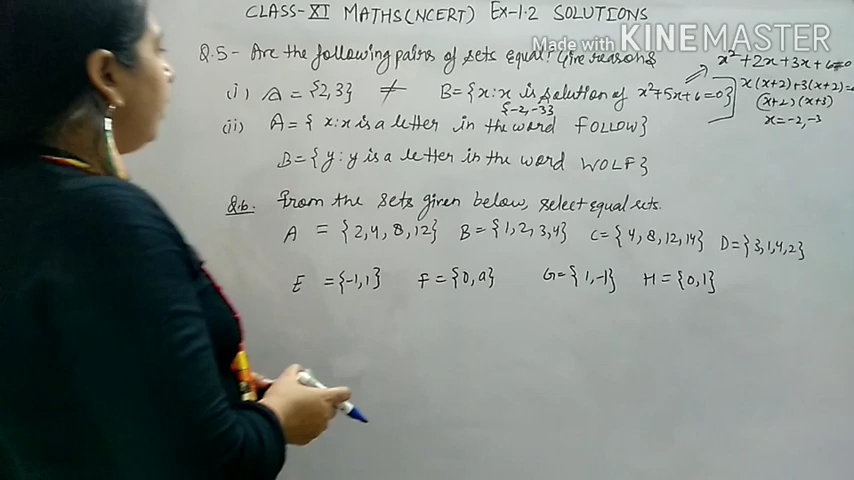 CLASS-XI MATHS (NCERT) Ex-1.2 SOLUTIONS
Made with KINEMASTER
Q.5- Are the following pairs of sets equal? Give reasons
x²+2x+3x+6=0
x(x+2)+3(x+2)=0
(x+2)(x+3)
x=-2,-3
(i) A = {2,3} ≠ B={x:x is solution of x²+5x+6=0}
{-2,-3}
(ii) A={x:x is a letter in the word FOLLOW}
B={y:y is a letter in the word WOLF}
Q.6. From the sets given below, select equal sets.
A = {2,4,8,12} B={1,2,3,4} C={4,8,12,14} D={3,1,4,2}
E ={-1,1} F={0,a} G={1,-1} H={0,1}